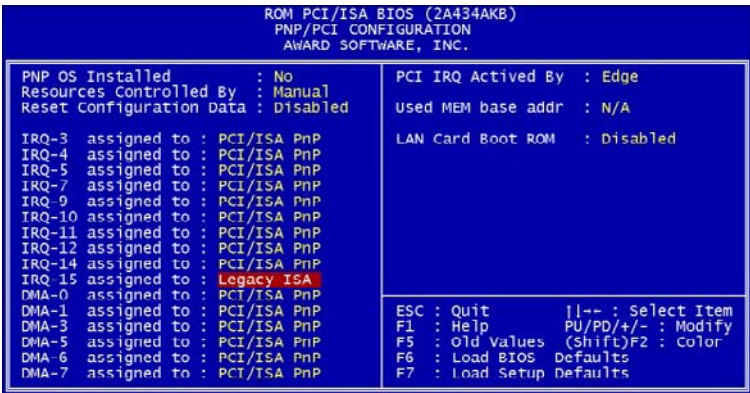 ROM PCI/ISA BIOS (2A434AKB)
PNP/PCI CONFIGURATION
AWARD SOFTWARE, INC.
PNP OS Installed : No
Resources Controlled By : Manual
Reset Configuration Data : Disabled
IRQ-3 assigned to : PCI/ISA PnP
IRQ-4 assigned to : PCI/ISA PnP
IRQ-5 assigned to : PCI/ISA PnP
IRQ-7 assigned to : PCI/ISA PnP
IRQ-9 assigned to : PCI/ISA PnP
IRQ-10 assigned to : PCI/ISA PnP
IRQ-11 assigned to : PCI/ISA PnP
IRQ-12 assigned to : PCI/ISA PnP
IRQ-14 assigned to : PCI/ISA PnP
IRQ-15 assigned to : Legacy ISA
DMA-0 assigned to : PCI/ISA PnP
DMA-1 assigned to : PCI/ISA PnP
DMA-3 assigned to : PCI/ISA PnP
DMA-5 assigned to : PCI/ISA PnP
DMA-6 assigned to : PCI/ISA PnP
DMA-7 assigned to : PCI/ISA PnP
PCI IRQ Actived By : Edge
Used MEM base addr : N/A
LAN Card Boot ROM : Disabled
ESC : Quit ↑↓→← : Select Item
F1 : Help PU/PD/+/- : Modify
F5 : Old Values (Shift)F2 : Color
F6 : Load BIOS Defaults
F7 : Load Setup Defaults